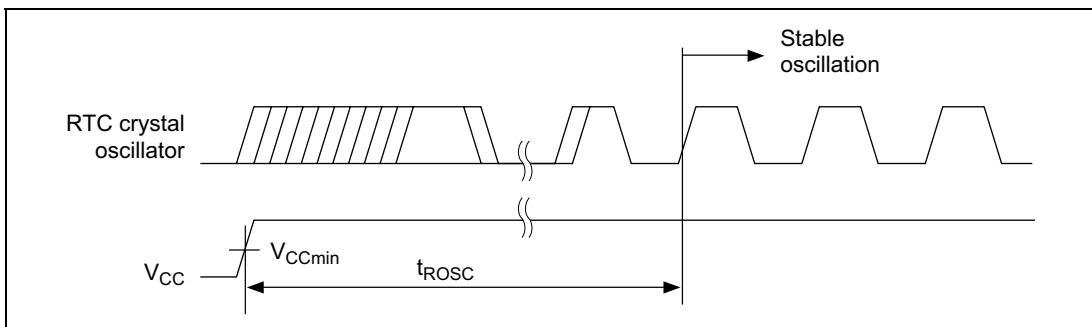 Stable
oscillation
RTC crystal
oscillator
VCCmin
VCC
tROSC